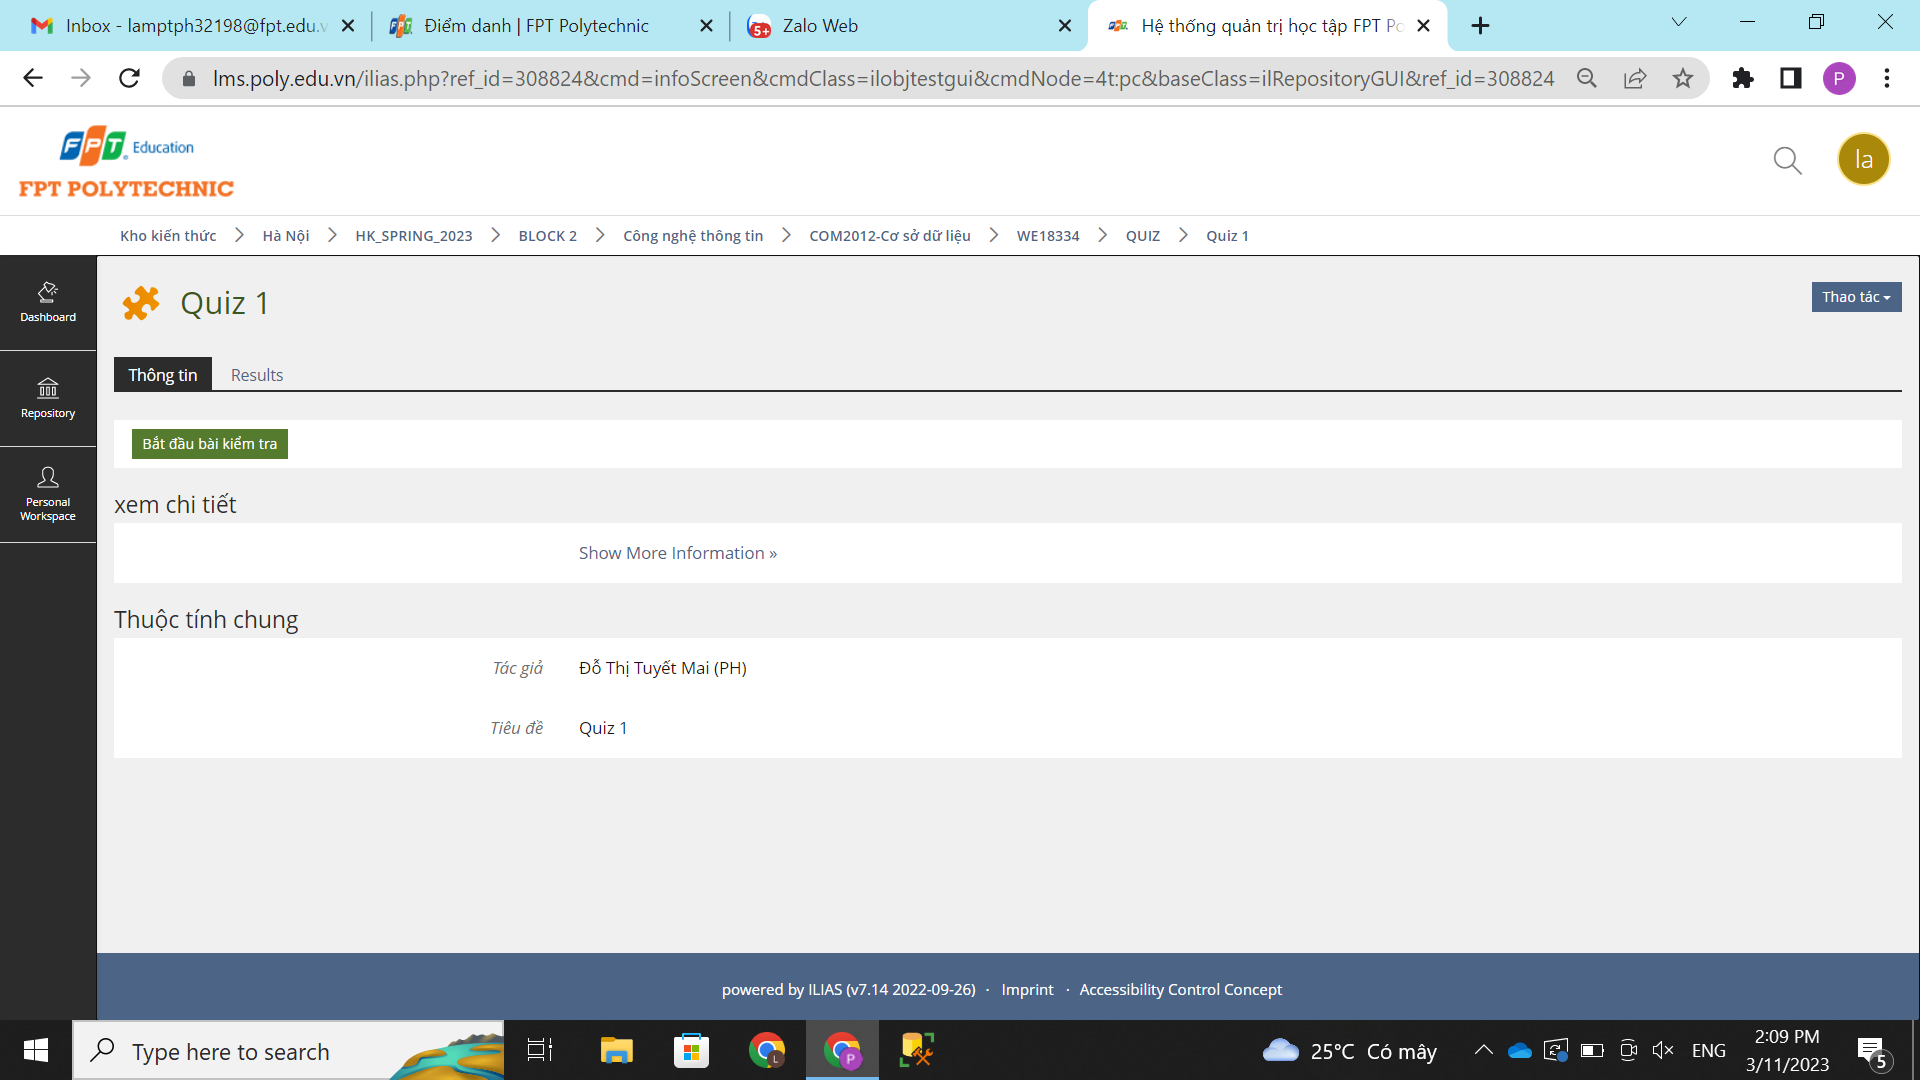 Inbox - lamptph32198@fpt.edu.v
Điểm danh | FPT Polytechnic
5+
Zalo Web
Hệ thống quản trị học tập FPT Po
lms.poly.edu.vn/ilias.php?ref_id=308824&cmd=infoScreen&cmdClass=ilobjtestgui&cmdNode=4t:pc&baseClass=ilRepositoryGUI&ref_id=308824
P
FPT Education
FPT POLYTECHNIC
la
Kho kiến thức
Hà Nội
HK_SPRING_2023
BLOCK 2
Công nghệ thông tin
COM2012-Cơ sở dữ liệu
WE18334
QUIZ
Quiz 1
Dashboard
Repository
Personal
Workspace
Quiz 1
Thao tác
Thông tin
Results
Bắt đầu bài kiểm tra
xem chi tiết
Show More Information »
Thuộc tính chung
Tác giả
Đỗ Thị Tuyết Mai (PH)
Tiêu đề
Quiz 1
powered by ILIAS (v7.14 2022-09-26) · Imprint · Accessibility Control Concept
Type here to search
L
P
25°C Có mây
ENG
2:09 PM
3/11/2023
5